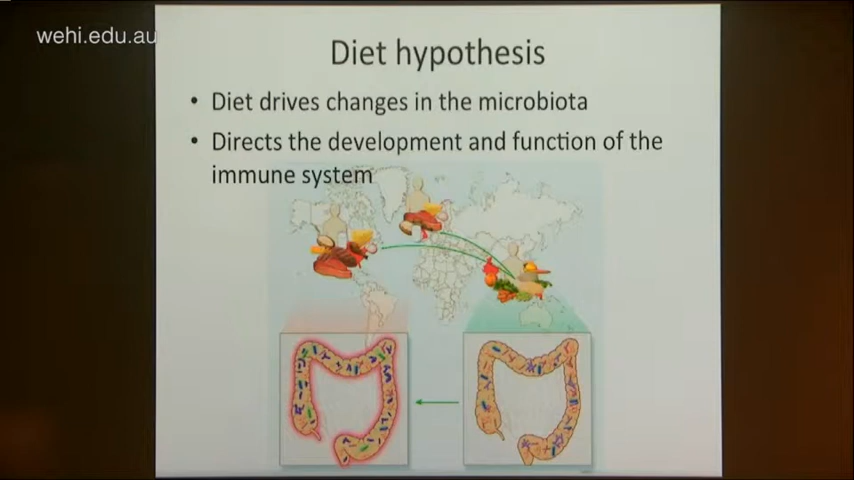 wehi.edu.au
Diet hypothesis
• Diet drives changes in the microbiota
• Directs the development and function of the
immune system